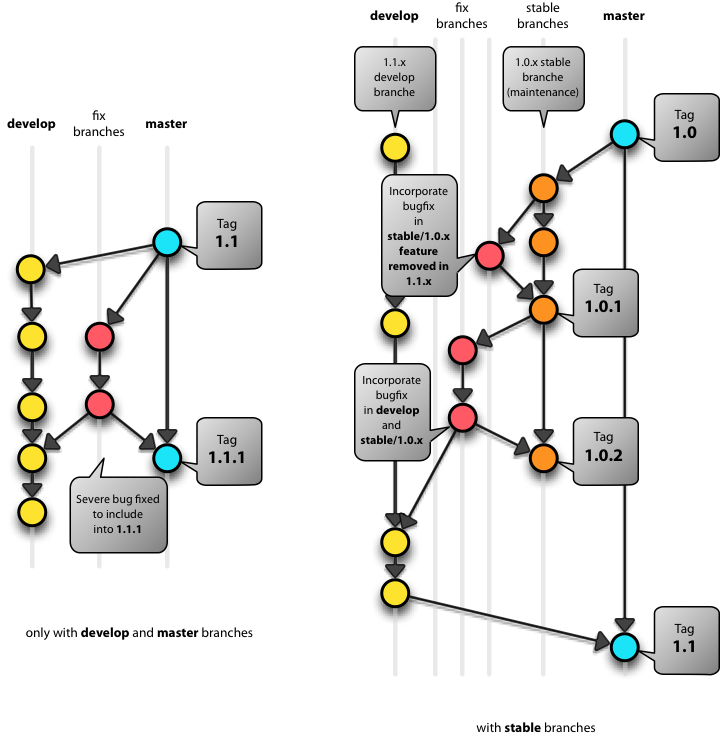 develop
fix
branches
master
Tag
1.1
Tag
1.1.1
Severe bug fixed
to include
into 1.1.1
only with develop and master branches
develop
fix
branches
stable
branches
master
1.1.x
develop
branche
1.0.x stable
branche
(maintenance)
Tag
1.0
Incorporate
bugfix
in
stable/1.0.x
feature
removed in
1.1.x
Tag
1.0.1
Incorporate
bugfix
in develop
and
stable/1.0.x
Tag
1.0.2
Tag
1.1
with stable branches